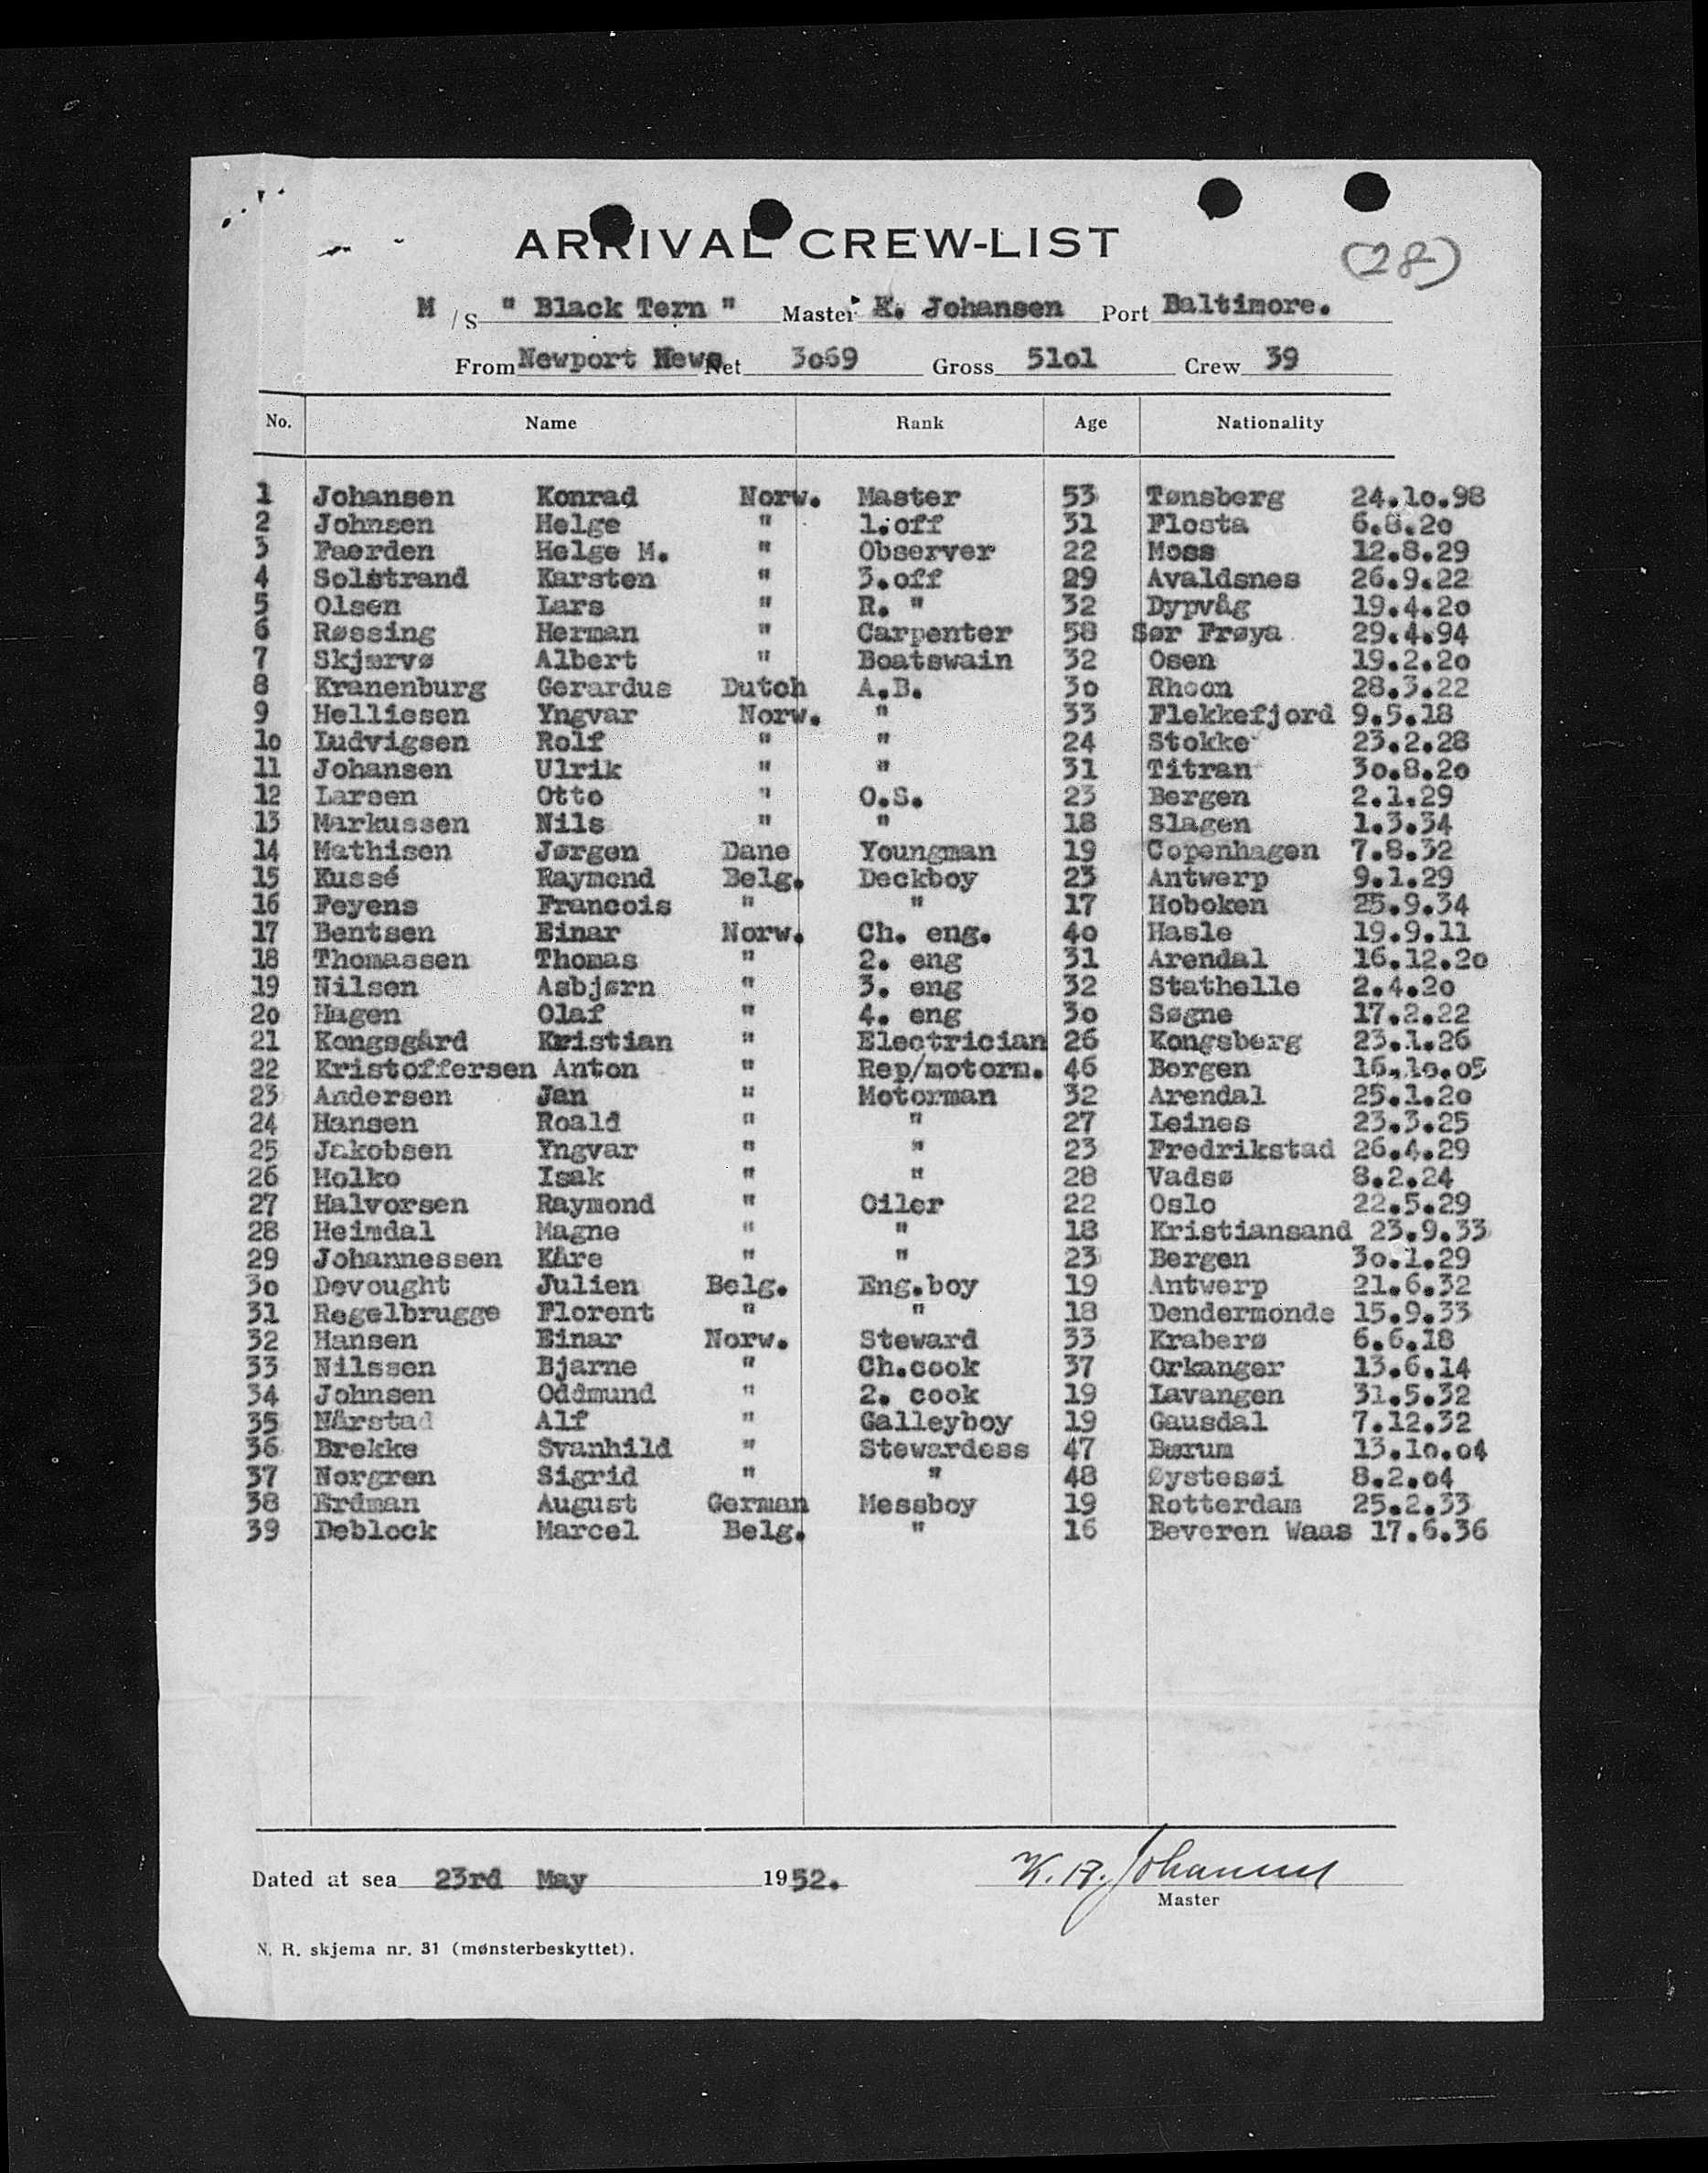 ARRIVAL CREW-LIST
(28)
M /S " Black Tern " Master K. Johansen Port Baltimore.
From Newport News Net 3o69 Gross 51o1 Crew 39
No. Name Rank Age Nationality
1 Johansen Konrad Norw. Master 53 Tønsberg 24.1o.98
2 Johnsen Helge " 1.off 31 Flosta 6.8.2o
3 Faerden Helge M. " Observer 22 Moss 12.8.29
4 Solstrand Karsten " 3.off 29 Avaldsnes 26.9.22
5 Olsen Lars " R. " 32 Dypvåg 19.4.2o
6 Røssing Herman " Carpenter 58 Sør Frøya 29.4.94
7 Skjærvø Albert " Boatswain 32 Osen 19.2.2o
8 Kranenburg Gerardus Dutch A.B. 3o Rhoon 28.3.22
9 Helliesen Yngvar Norw. " 33 Flekkefjord 9.5.18
1o Ludvigsen Rolf " " 24 Stokke 23.2.28
11 Johansen Ulrik " " 31 Titran 3o.8.2o
12 Larsen Otto " O.S. 23 Bergen 2.1.29
13 Markussen Nils " " 18 Slagen 1.3.34
14 Mathisen Jørgen Dane Youngman 19 Copenhagen 7.8.32
15 Kussé Raymond Belg. Deckboy 23 Antwerp 9.1.29
16 Feyens Francois " " 17 Hoboken 25.9.34
17 Bentsen Einar Norw. Ch. eng. 4o Hasle 19.9.11
18 Thomassen Thomas " 2. eng 31 Arendal 16.12.2o
19 Nilsen Asbjørn " 3. eng 32 Stathelle 2.4.2o
2o Hagen Olaf " 4. eng 3o Søgne 17.2.22
21 Kongsgård Kristian " Electrician 26 Kongsberg 23.1.26
22 Kristoffersen Anton " Rep/motorm. 46 Bergen 16.1o.o5
23 Andersen Jan " Motorman 32 Arendal 25.1.2o
24 Hansen Roald " " 27 Leines 23.3.25
25 Jakobsen Yngvar " " 23 Fredrikstad 26.4.29
26 Holko Isak " " 28 Vadsø 8.2.24
27 Halvorsen Raymond " Oiler 22 Oslo 22.5.29
28 Heimdal Magne " " 18 Kristiansand 23.9.33
29 Johannessen Kåre " " 23 Bergen 3o.1.29
3o Devought Julien Belg. Eng.boy 19 Antwerp 21.6.32
31 Regelbrugge Florent " " 18 Dendermonde 15.9.33
32 Hansen Einar Norw. Steward 33 Kraberø 6.6.18
33 Nilssen Bjarne " Ch.cook 37 Orkanger 13.6.14
34 Johnsen Oddmund " 2. cook 19 Lavangen 31.5.32
35 Nårstad Alf " Galleyboy 19 Gausdal 7.12.32
36 Brekke Svanhild " Stewardess 47 Bærum 13.1o.o4
37 Norgren Sigrid " " 48 Øystesøi 8.2.o4
38 Erdman August German Messboy 19 Rotterdam 25.2.33
39 Deblock Marcel Belg. " 16 Beveren Waas 17.6.36
Dated at sea 23rd May 1952. K. A. Johansen
Master
N. R. skjema nr. 31 (mønsterbeskyttet).